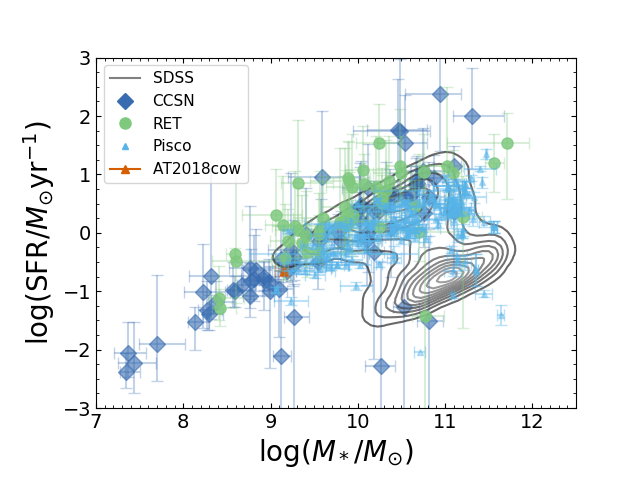 3
2
1
0
−1
−2
−3
log(SFR/M⊙yr⁻¹)
SDSS
CCSN
RET
Pisco
AT2018cow
7 8 9 10 11 12
log(M*/M⊙)